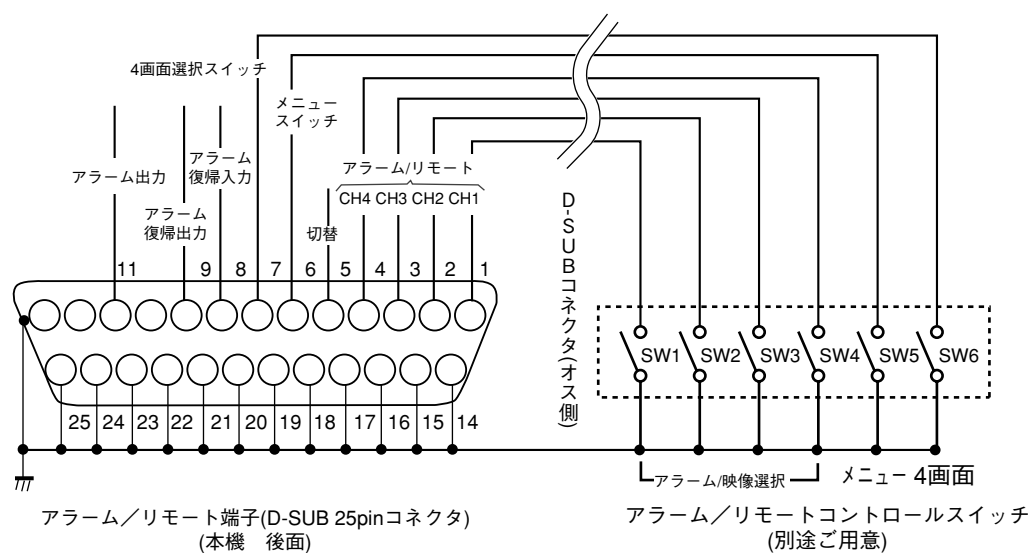 4画面選択スイッチ
メニュー
スイッチ
アラーム出力
アラーム
復帰入力
アラーム
復帰出力
アラーム/リモート
切替
CH4 CH3 CH2 CH1
11 9 8 7 6 5 4 3 2 1
25 24 23 22 21 20 19 18 17 16 15 14
D-SUBコネクタ(オス側)
SW1 SW2 SW3 SW4 SW5 SW6
アラーム/映像選択
メニュー 4画面
アラーム／リモート端子(D-SUB 25pinコネクタ)
(本機 後面)
アラーム／リモートコントロールスイッチ
(別途ご用意)